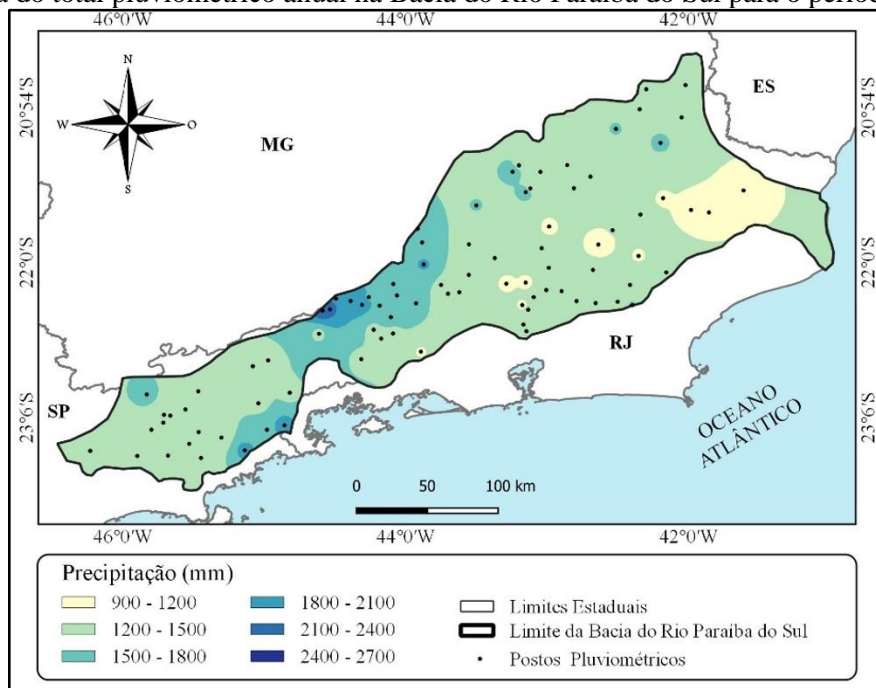 do total pluviométrico anual na Bacia do Rio Paraíba do Sul para o períod
46°0'W 44°0'W 42°0'W
20°54'S 20°54'S
22°0'S 22°0'S
23°6'S 23°6'S
N
W O
S
MG
ES
SP
RJ
OCEANO
ATLÂNTICO
0 50 100 km
46°0'W 44°0'W 42°0'W
Precipitação (mm)
900 - 1200
1200 - 1500
1500 - 1800
1800 - 2100
2100 - 2400
2400 - 2700
Limites Estaduais
Limite da Bacia do Rio Paraíba do Sul
Postos Pluviométricos